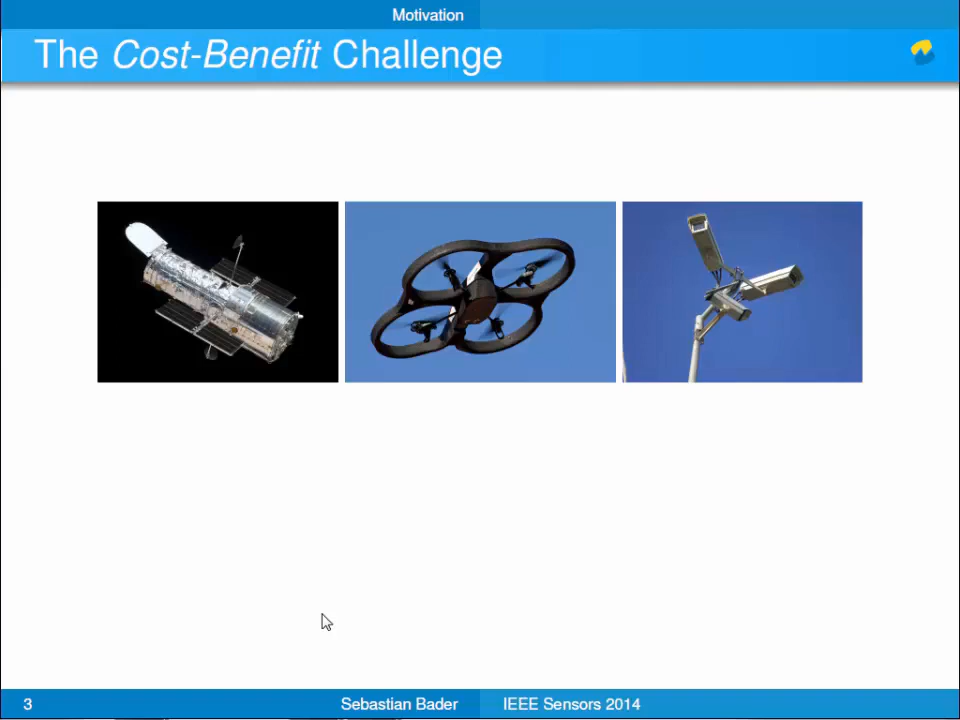 Motivation
The Cost-Benefit Challenge
3
Sebastian Bader
IEEE Sensors 2014